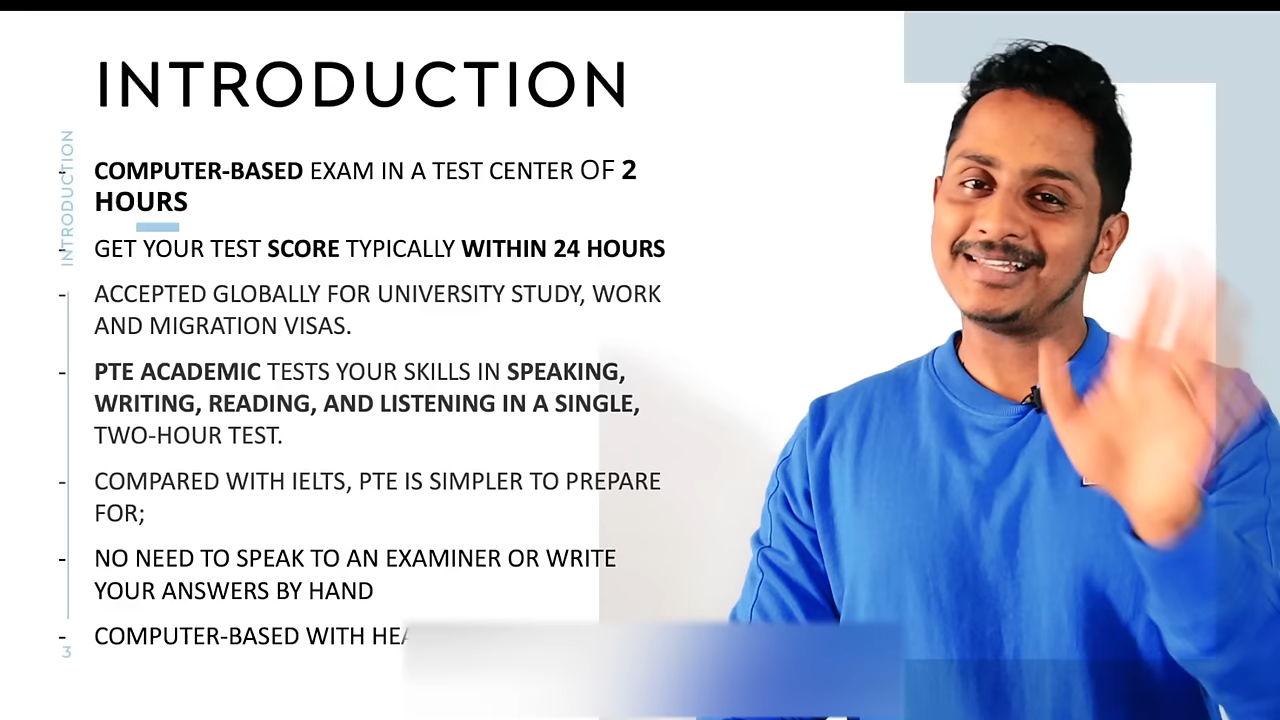 INTRODUCTION
INTRODUCTION
- COMPUTER-BASED EXAM IN A TEST CENTER OF 2
HOURS
- GET YOUR TEST SCORE TYPICALLY WITHIN 24 HOURS
- ACCEPTED GLOBALLY FOR UNIVERSITY STUDY, WORK
AND MIGRATION VISAS.
- PTE ACADEMIC TESTS YOUR SKILLS IN SPEAKING,
WRITING, READING, AND LISTENING IN A SINGLE,
TWO-HOUR TEST.
- COMPARED WITH IELTS, PTE IS SIMPLER TO PREPARE
FOR;
- NO NEED TO SPEAK TO AN EXAMINER OR WRITE
YOUR ANSWERS BY HAND
- COMPUTER-BASED WITH
3